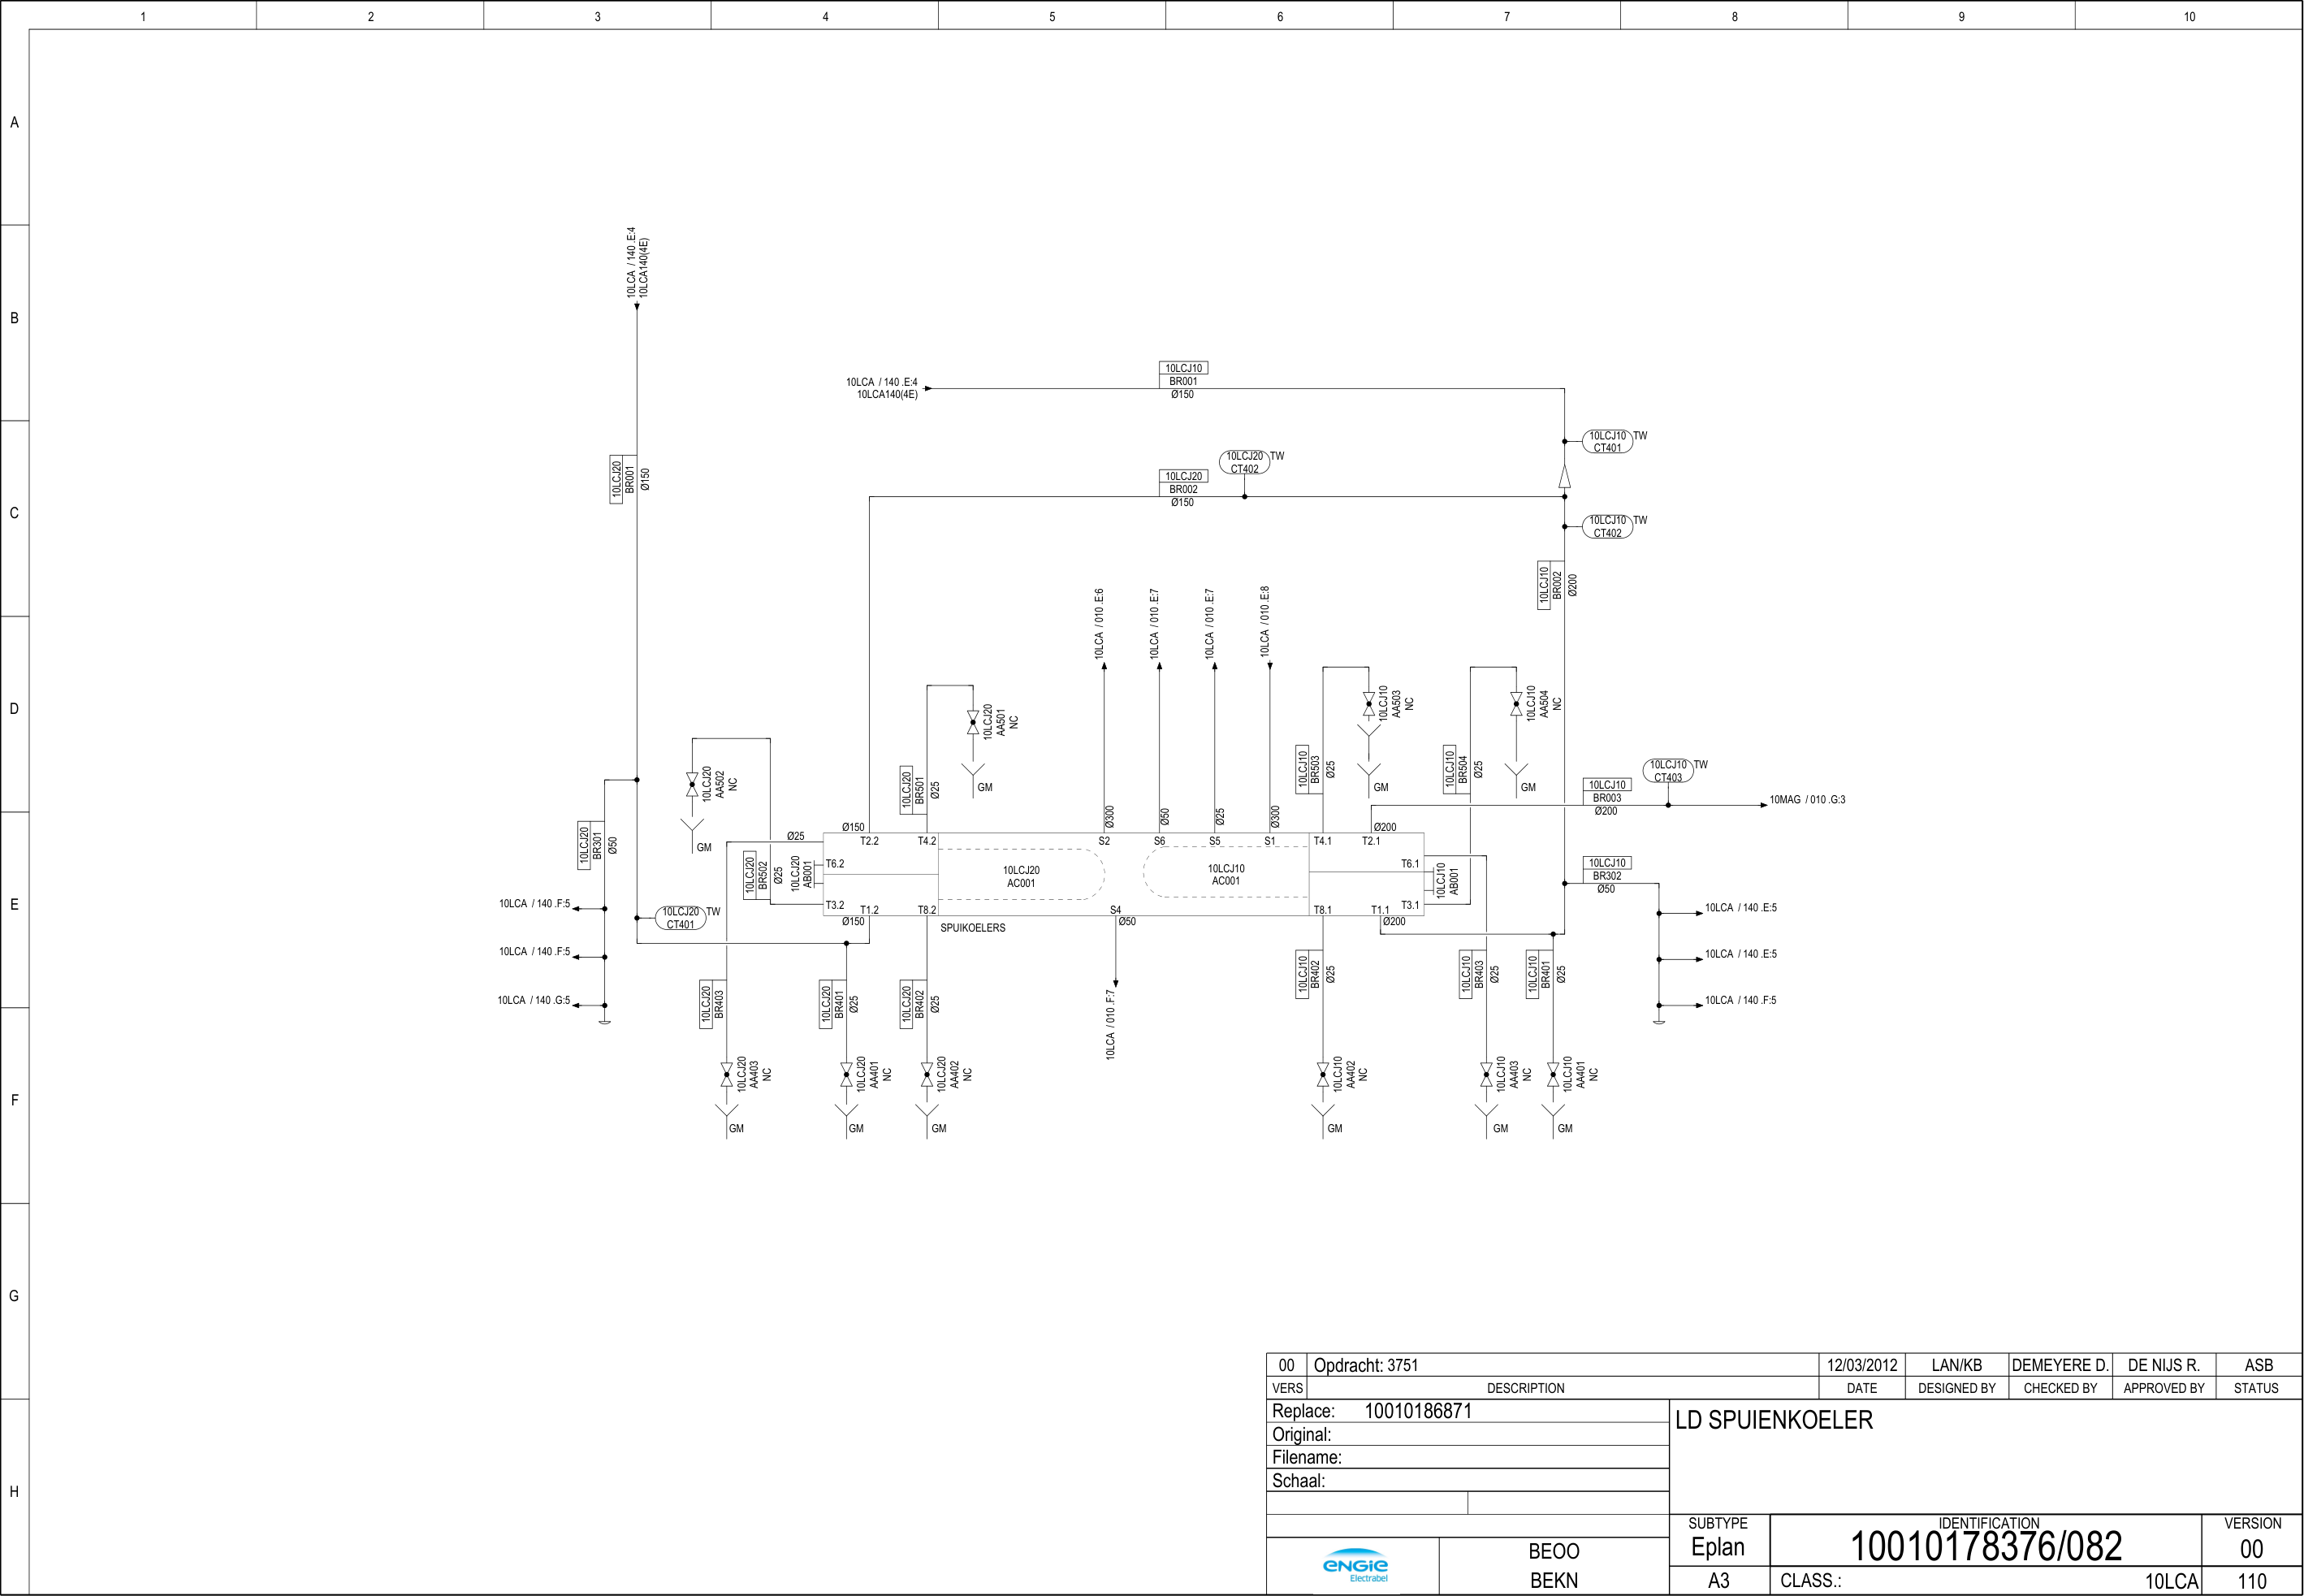 1 2 3 4 5 6 7 8 9 10
A
B
C
D
E
F
G
H
10LCA / 140 .E:4
10LCA140(4E)
10LCA / 140 .E:4
10LCA140(4E)
10LCJ10
BR001
Ø150
10LCJ10 TW
CT401
10LCJ20 TW
CT402
10LCJ20
BR002
Ø150
10LCJ20
BR001
Ø150
10LCJ10 TW
CT402
10LCJ10
BR002
Ø200
10LCA / 010 .E:6
10LCA / 010 .E:7
10LCA / 010 .E:7
10LCA / 010 .E:8
10LCJ20
AA501
NC
10LCJ10
AA503
NC
10LCJ10
AA504
NC
10LCJ20
AA502
NC
10LCJ20
BR501
Ø25
GM
10LCJ10
BR503
Ø25
GM
10LCJ10
BR504
Ø25
GM
10LCJ10 TW
CT403
10LCJ10
BR003
Ø200
10MAG / 010 .G:3
10LCJ20
BR301
Ø50
GM
Ø25
Ø150
Ø300
Ø50
Ø25
Ø300
Ø200
T2.2 T4.2 S2 S6 S5 S1 T4.1 T2.1
10LCJ20
BR502
Ø25
10LCJ20
AB001
T6.2
T6.1
10LCJ20
AC001
10LCJ10
AC001
10LCJ10
AB001
10LCJ10
BR302
Ø50
T3.2
T1.2 T8.2 S4 T8.1 T1.1
T3.1
Ø150
Ø50
Ø200
SPUIKOELERS
10LCA / 140 .F:5
10LCA / 140 .F:5
10LCA / 140 .G:5
10LCJ20 TW
CT401
10LCA / 140 .E:5
10LCA / 140 .E:5
10LCA / 140 .F:5
10LCJ20
BR403
10LCJ20
BR401
Ø25
10LCJ20
BR402
Ø25
10LCA / 010 .F:7
10LCJ10
BR402
Ø25
10LCJ10
BR403
Ø25
10LCJ10
BR401
Ø25
10LCJ20
AA403
NC
10LCJ20
AA401
NC
10LCJ20
AA402
NC
10LCJ10
AA402
NC
10LCJ10
AA403
NC
10LCJ10
AA401
NC
GM GM GM GM GM GM
00 Opdracht: 3751 12/03/2012 LAN/KB DEMEYERE D. DE NIJS R. ASB
VERS DESCRIPTION DATE DESIGNED BY CHECKED BY APPROVED BY STATUS
Replace: 10010186871
Original:
Filename:
Schaal:
LD SPUIENKOELER
ENGIE
Electrabel
BEOO
BEKN
SUBTYPE
Eplan
A3
IDENTIFICATION
10010178376/082
CLASS.: 10LCA
VERSION
00
110